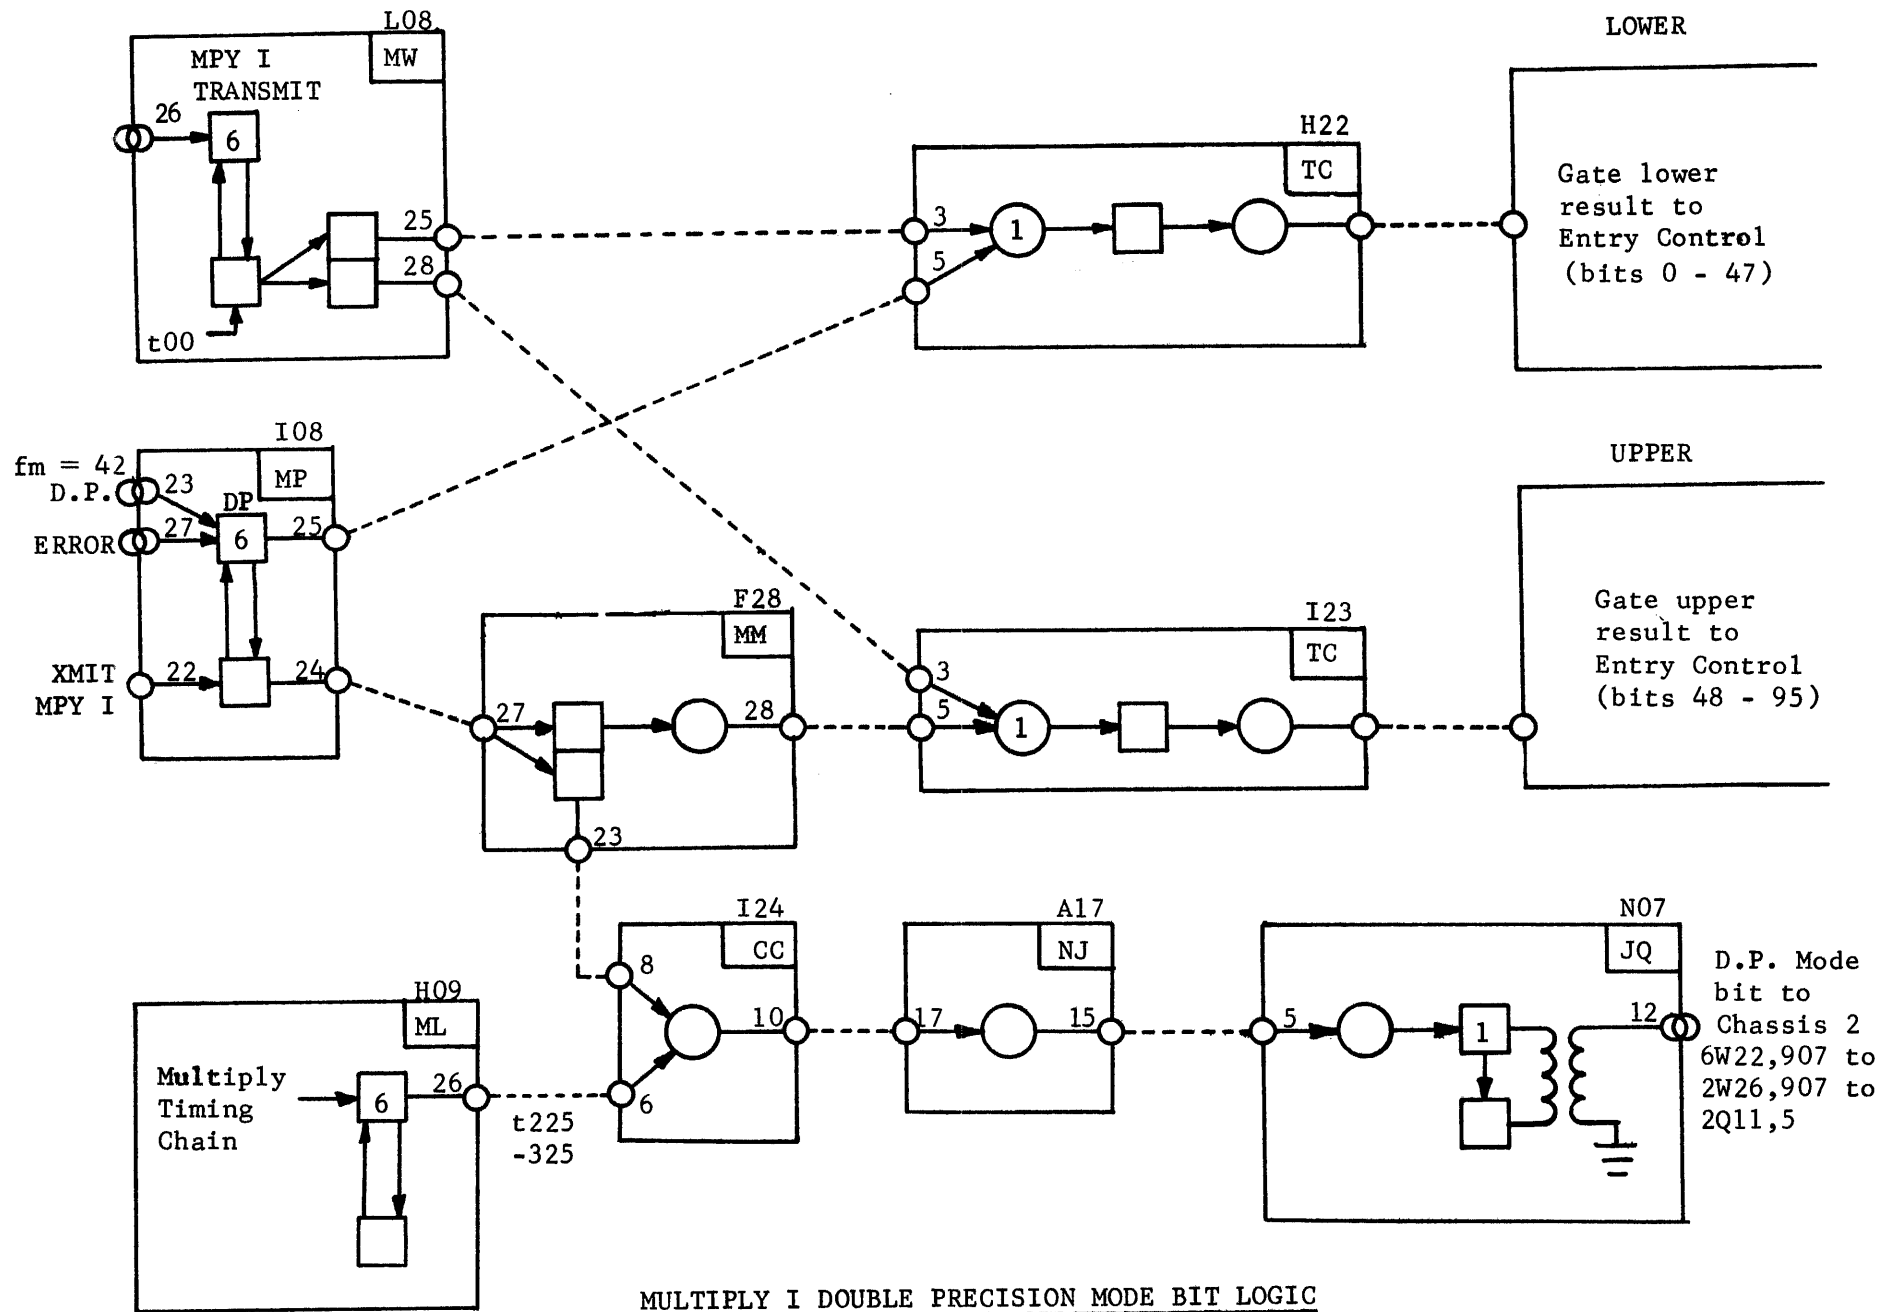 L08
MW
MPY I
TRANSMIT
26
6
25
28
t00
H22
TC
3
1
5
LOWER
Gate lower
result to
Entry Control
(bits 0 - 47)
I08
MP
fm = 42
D.P.
23
DP
ERROR
27
6
25
XMIT
MPY I
22
24
F28
MM
27
28
23
I23
TC
3
5
1
UPPER
Gate upper
result to
Entry Control
(bits 48 - 95)
H09
ML
Multiply
Timing
Chain
6
26
t225
-325
I24
CC
8
6
10
A17
NJ
17
15
N07
JQ
5
1
12
D.P. Mode
bit to
Chassis 2
6W22,907 to
2W26,907 to
2Q11,5
MULTIPLY I DOUBLE PRECISION MODE BIT LOGIC